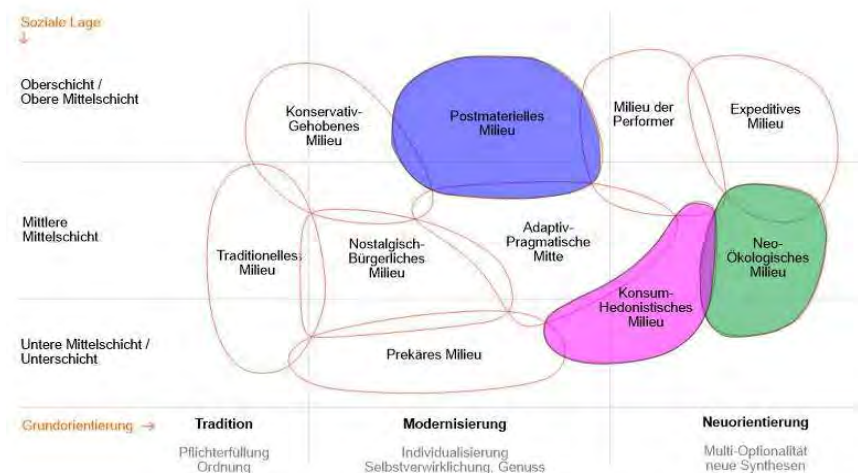 Soziale Lage
↓
Oberschicht /
Obere Mittelschicht
Konservativ-
Gehobenes
Milieu
Postmaterielles
Milieu
Milieu der
Performer
Expeditives
Milieu
Mittlere
Mittelschicht
Traditionelles
Milieu
Nostalgisch-
Bürgerliches
Milieu
Adaptiv-
Pragmatische
Mitte
Neo-
Ökologisches
Milieu
Konsum-
Hedonistisches
Milieu
Untere Mittelschicht /
Unterschicht
Prekäres Milieu
Grundorientierung →
Tradition
Pflichterfüllung
Ordnung
Modernisierung
Individualisierung
Selbstverwirklichung, Genuss
Neuorientierung
Multi-Optionalität
neue Synthesen